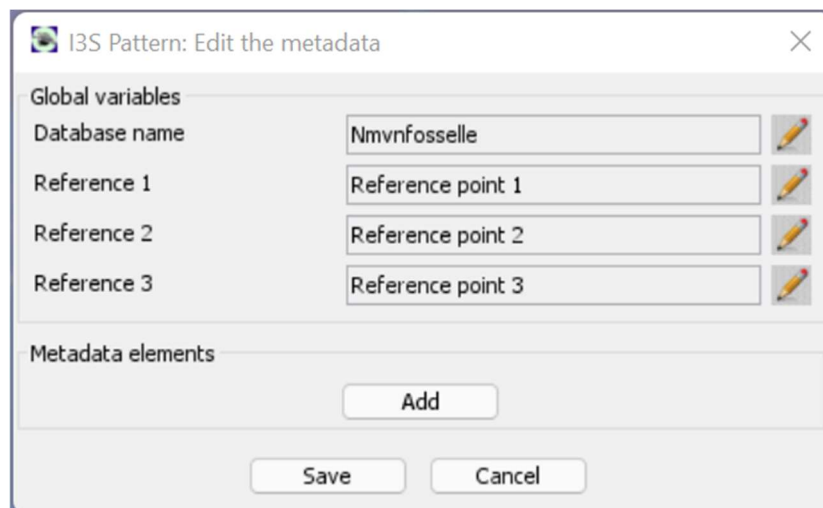 I3S Pattern: Edit the metadata
Global variables
Database name Nmvnfosselle
Reference 1 Reference point 1
Reference 2 Reference point 2
Reference 3 Reference point 3
Metadata elements
Add
Save Cancel